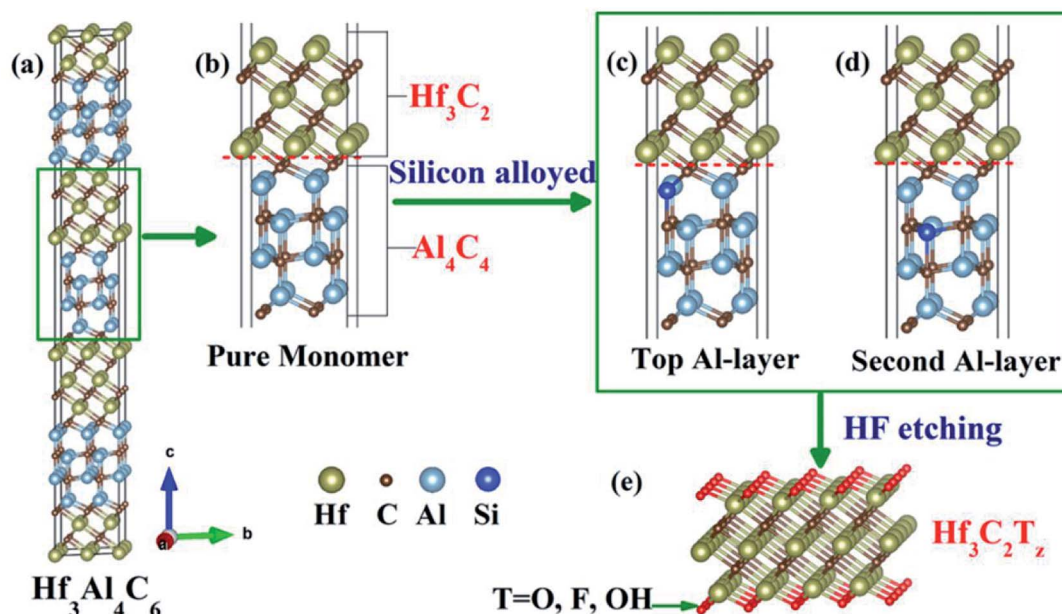 (a)
(b)
(c)
(d)
Hf₃C₂
Silicon alloyed
Al₄C₄
Pure Monomer
Top Al-layer
Second Al-layer
HF etching
c
b
a
Hf
C
Al
Si
(e)
Hf₃C₂T_z
Hf₃Al₄C₆
T=O, F, OH